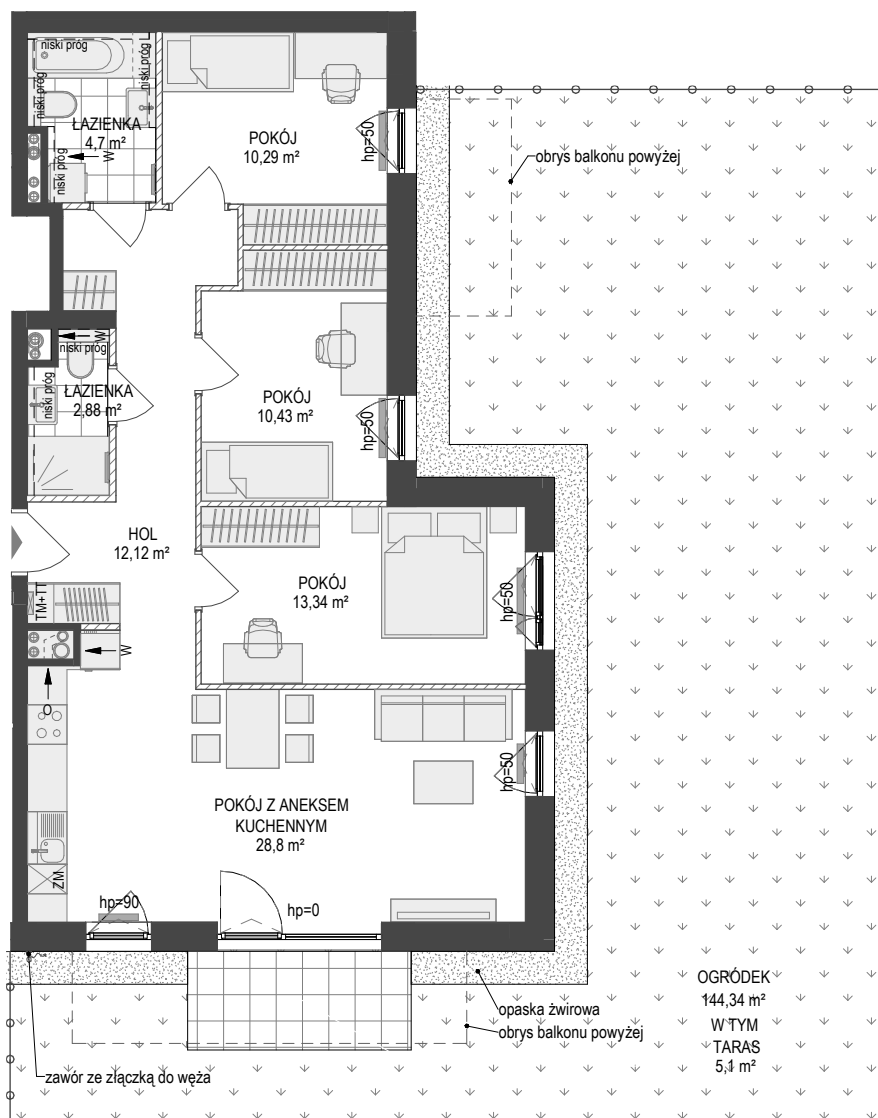 niski próg
niski próg
niski próg
ŁAZIENKA
4,7 m²
W
niski próg
POKÓJ
10,29 m²
hp=50
obrys balkonu powyżej
W
niski próg
niski próg
ŁAZIENKA
2,88 m²
POKÓJ
10,43 m²
hp=50
HOL
12,12 m²
POKÓJ
13,34 m²
hp=50
TM+TT
W
O
POKÓJ Z ANEKSEM
KUCHENNYM
28,8 m²
hp=50
ZM
hp=90
hp=0
OGRÓDEK
144,34 m²
W TYM
TARAS
5,1 m²
opaska żwirowa
obrys balkonu powyżej
zawór ze złączką do węża